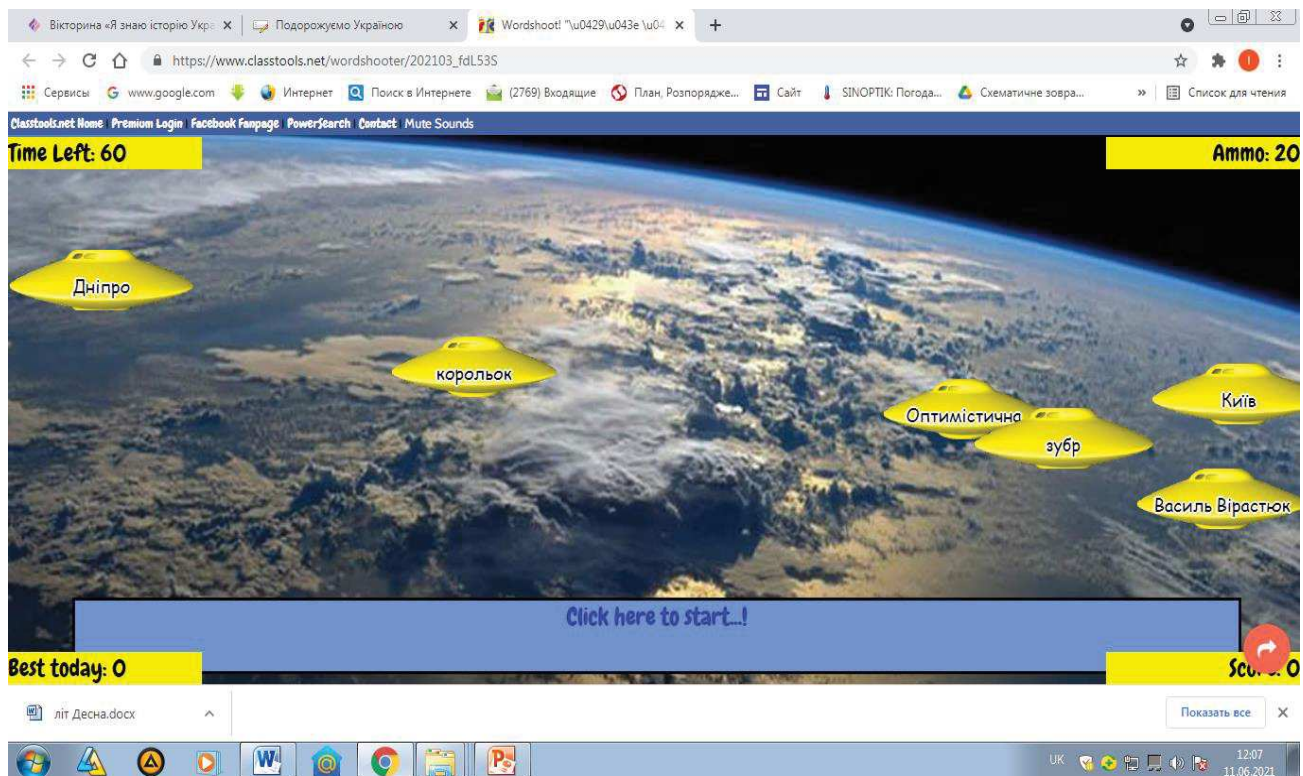 Вікторина «Я знаю історію Укра
Подорожуємо Україною
Wordshoot! "\u0429\u043e \u04
https://www.classtools.net/wordshooter/202103_fdL53S
Сервисы
www.google.com
Интернет
Поиск в Интернете
(2769) Входящие
План, Розпорядже...
Сайт
SINOPTIK: Погода...
Схематичне зовра...
»
Список для чтения
Classtools.net Home | Premium Login | Facebook Fanpage | PowerSearch | Contact | Mute Sounds
Time Left: 60
Ammo: 20
Дніпро
корольок
Київ
Оптимістична
зубр
Василь Вірастюк
Click here to start...!
Best today: 0
0
літ Десна.docx
Показать все
UK
12:07
11.06.2021